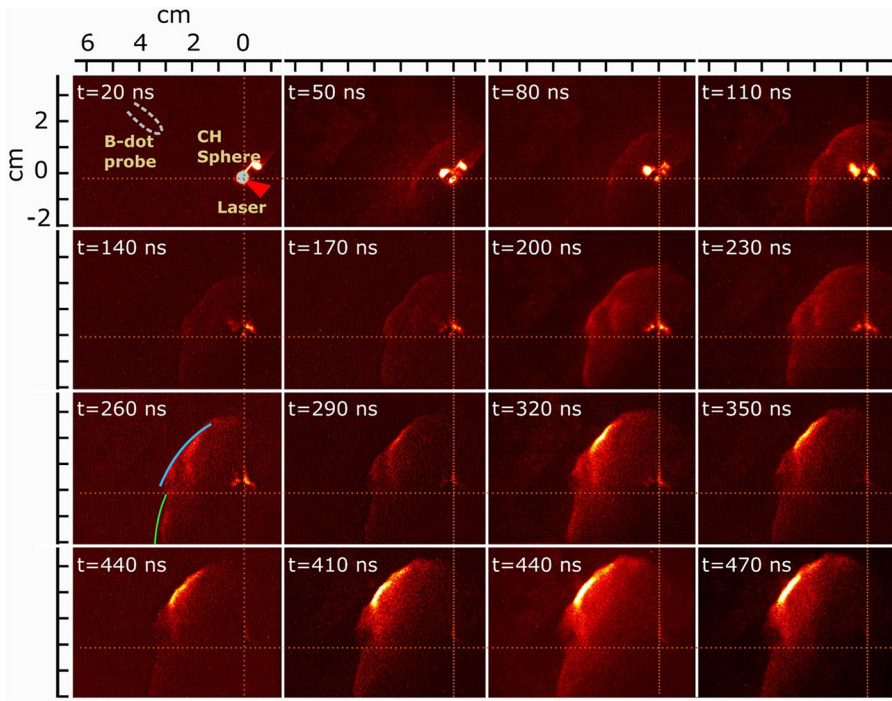 cm
6 4 2 0
cm
2
0
-2
t=20 ns
B-dot
probe
CH
Sphere
Laser
t=50 ns
t=80 ns
t=110 ns
t=140 ns
t=170 ns
t=200 ns
t=230 ns
t=260 ns
t=290 ns
t=320 ns
t=350 ns
t=440 ns
t=410 ns
t=440 ns
t=470 ns